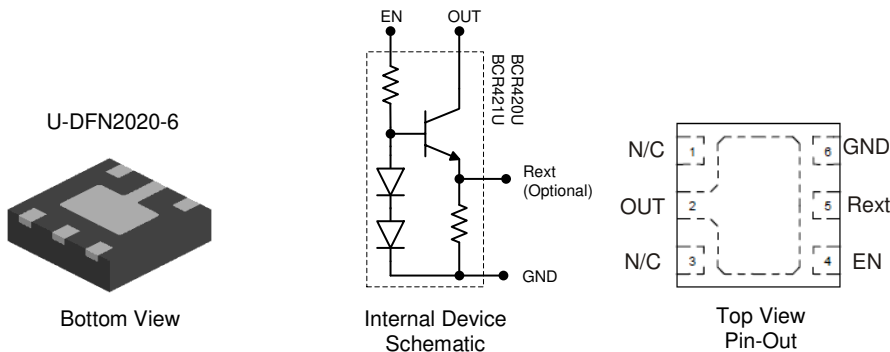 U-DFN2020-6
Bottom View
EN
OUT
BCR420U
BCR421U
Rext
(Optional)
GND
Internal Device
Schematic
N/C
1
6
GND
OUT
2
5
Rext
N/C
3
4
EN
Top View
Pin-Out